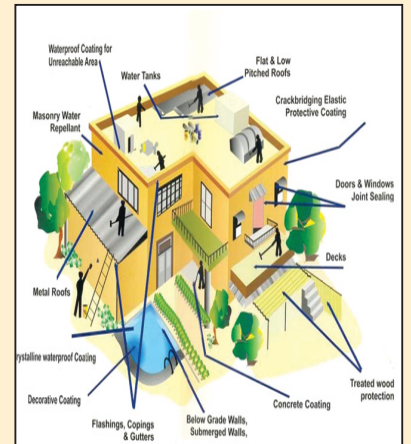 Waterproof Coating for
Unreachable Area
Water Tanks
Flat & Low
Pitched Roofs
Crackbridging Elastic
Protective Coating
Masonry Water
Repellant
Doors & Windows
Joint Sealing
Decks
Metal Roofs
rystalline waterproof Coating
Treated wood
protection
Decorative Coating
Concrete Coating
Flashings, Copings
& Gutters
Below Grade Walls,
Submerged Walls,